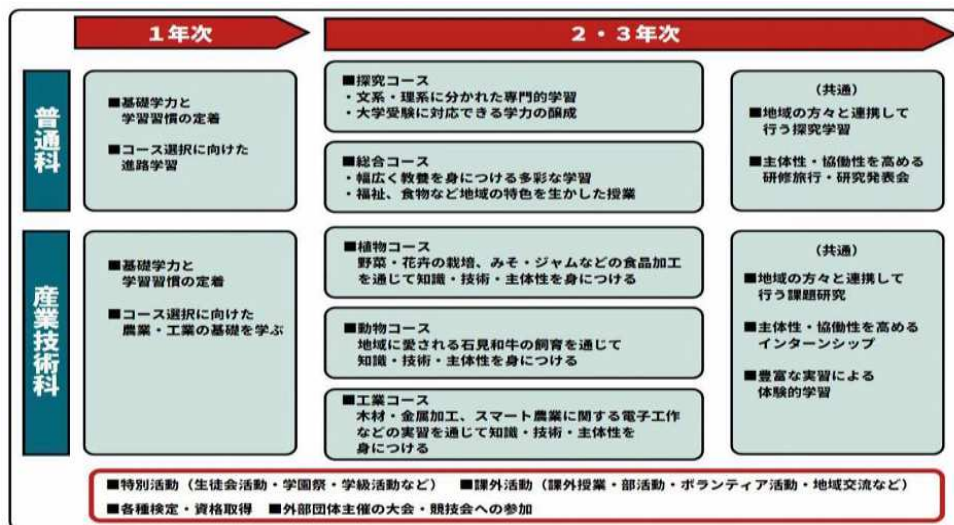 1年次
2・3年次
普通科
■基礎学力と
学習習慣の定着
■コース選択に向けた
進路学習
■探究コース
・文系・理系に分かれた専門的学習
・大学受験に対応できる学力の醸成
■総合コース
・幅広く教養を身につける多彩な学習
・福祉、食物など地域の特色を生かした授業
(共通)
■地域の方々と連携して
行う探究学習
■主体性・協働性を高める
研修旅行・研究発表会
産業技術科
■基礎学力と
学習習慣の定着
■コース選択に向けた
農業・工業の基礎を学ぶ
■植物コース
野菜・花卉の栽培、みそ・ジャムなどの食品加工
を通じて知識・技術・主体性を身につける
■動物コース
地域に愛される石見和牛の飼育を通じて
知識・技術・主体性を身につける
■工業コース
木材・金属加工、スマート農業に関する電子工作
などの実習を通じて知識・技術・主体性を
身につける
(共通)
■地域の方々と連携して
行う課題研究
■主体性・協働性を高める
インターンシップ
■豊富な実習による
体験的学習
■特別活動(生徒会活動・学園祭・学級活動など) ■課外活動(課外授業・部活動・ボランティア活動・地域交流など)
■各種検定・資格取得 ■外部団体主催の大会・競技会への参加